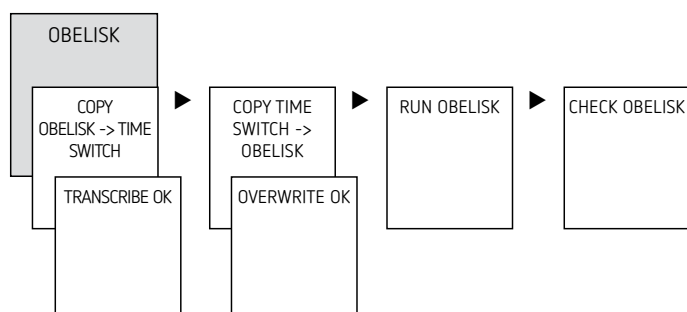 OBELISK
COPY
OBELISK -> TIME
SWITCH
TRANSCRIBE OK
COPY TIME
SWITCH ->
OBELISK
OVERWRITE OK
RUN OBELISK
CHECK OBELISK